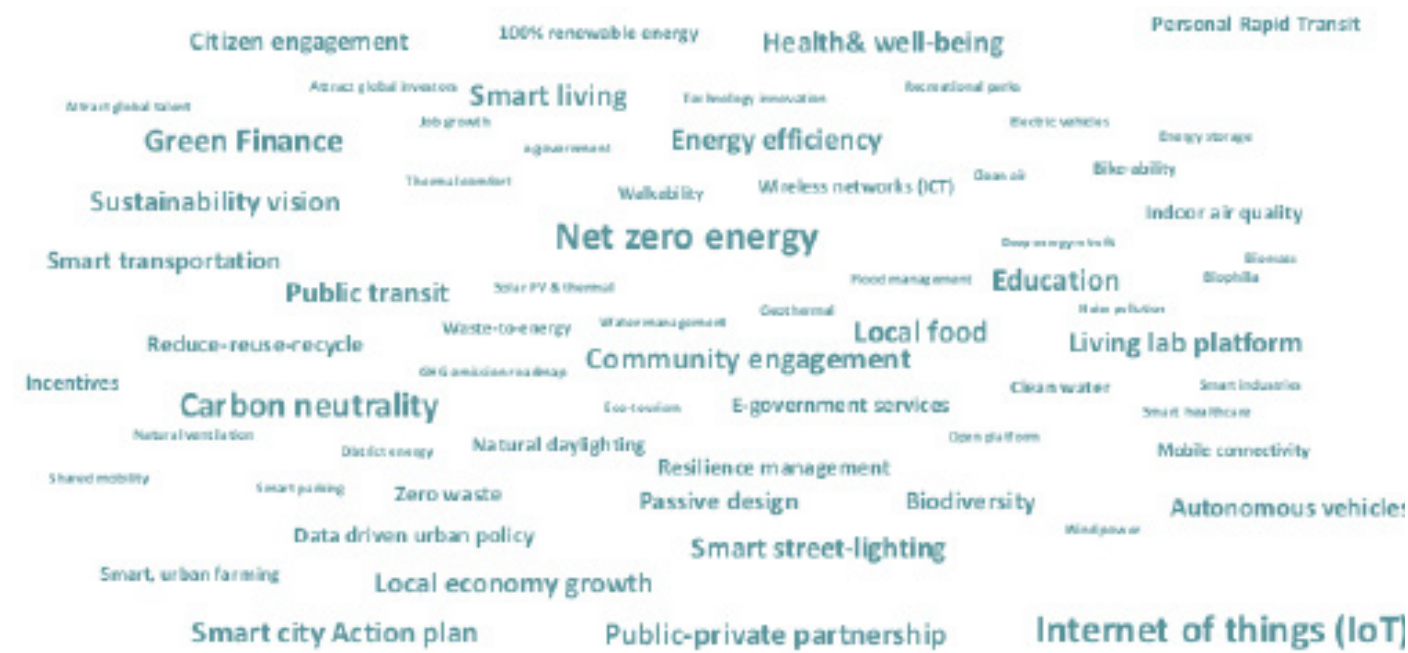 Personal Rapid Transit
Citizen engagement
100% renewable energy
Health& well-being
Attract global investors
Smart living
Technology innovation
Recreational parks
Attract global talent
Job growth
Electric vehicles
Green Finance
e-government
Energy efficiency
Energy storage
Thermal comfort
Walkability
Wireless networks (ICT)
Clean air
Bike-ability
Sustainability vision
Indoor air quality
Net zero energy
Smart transportation
Biomass
Public transit
Solar PV & thermal
Flood management
Education
Biophilia
Geothermal
Noise pollution
Waste-to-energy
Water management
Local food
Reduce-reuse-recycle
Community engagement
Living lab platform
Incentives
GHG emission roadmap
Clean water
Smart industries
Carbon neutrality
Eco-tourism
E-government services
Smart healthcare
Natural ventilation
District energy
Natural daylighting
Open platform
Mobile connectivity
Shared mobility
Smart parking
Zero waste
Resilience management
Passive design
Biodiversity
Autonomous vehicles
Data driven urban policy
Smart street-lighting
Wind power
Smart, urban farming
Local economy growth
Smart city Action plan
Public-private partnership
Internet of things (IoT)